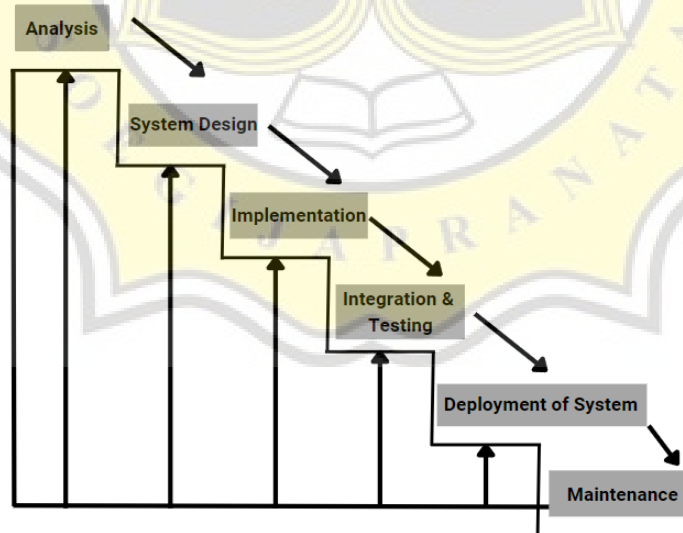 Analysis
System Design
Implementation
Integration &
Testing
Deployment of System
Maintenance